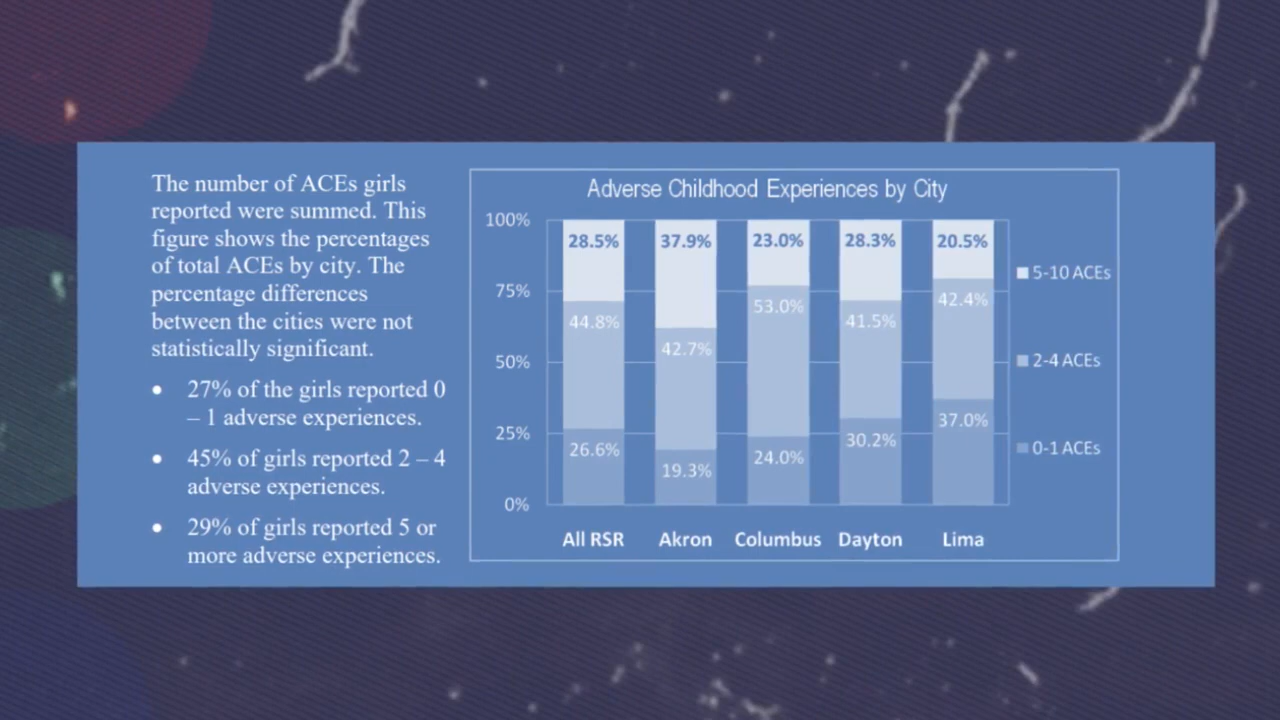 The number of ACEs girls
reported were summed. This
figure shows the percentages
of total ACEs by city. The
percentage differences
between the cities were not
statistically significant.
• 27% of the girls reported 0
– 1 adverse experiences.
• 45% of girls reported 2 – 4
adverse experiences.
• 29% of girls reported 5 or
more adverse experiences.
Adverse Childhood Experiences by City
100%
75%
50%
25%
0%
28.5% 37.9% 23.0% 28.3% 20.5%
44.8% 42.7% 53.0% 41.5% 42.4%
26.6% 19.3% 24.0% 30.2% 37.0%
All RSR Akron Columbus Dayton Lima
5-10 ACEs
2-4 ACEs
0-1 ACEs